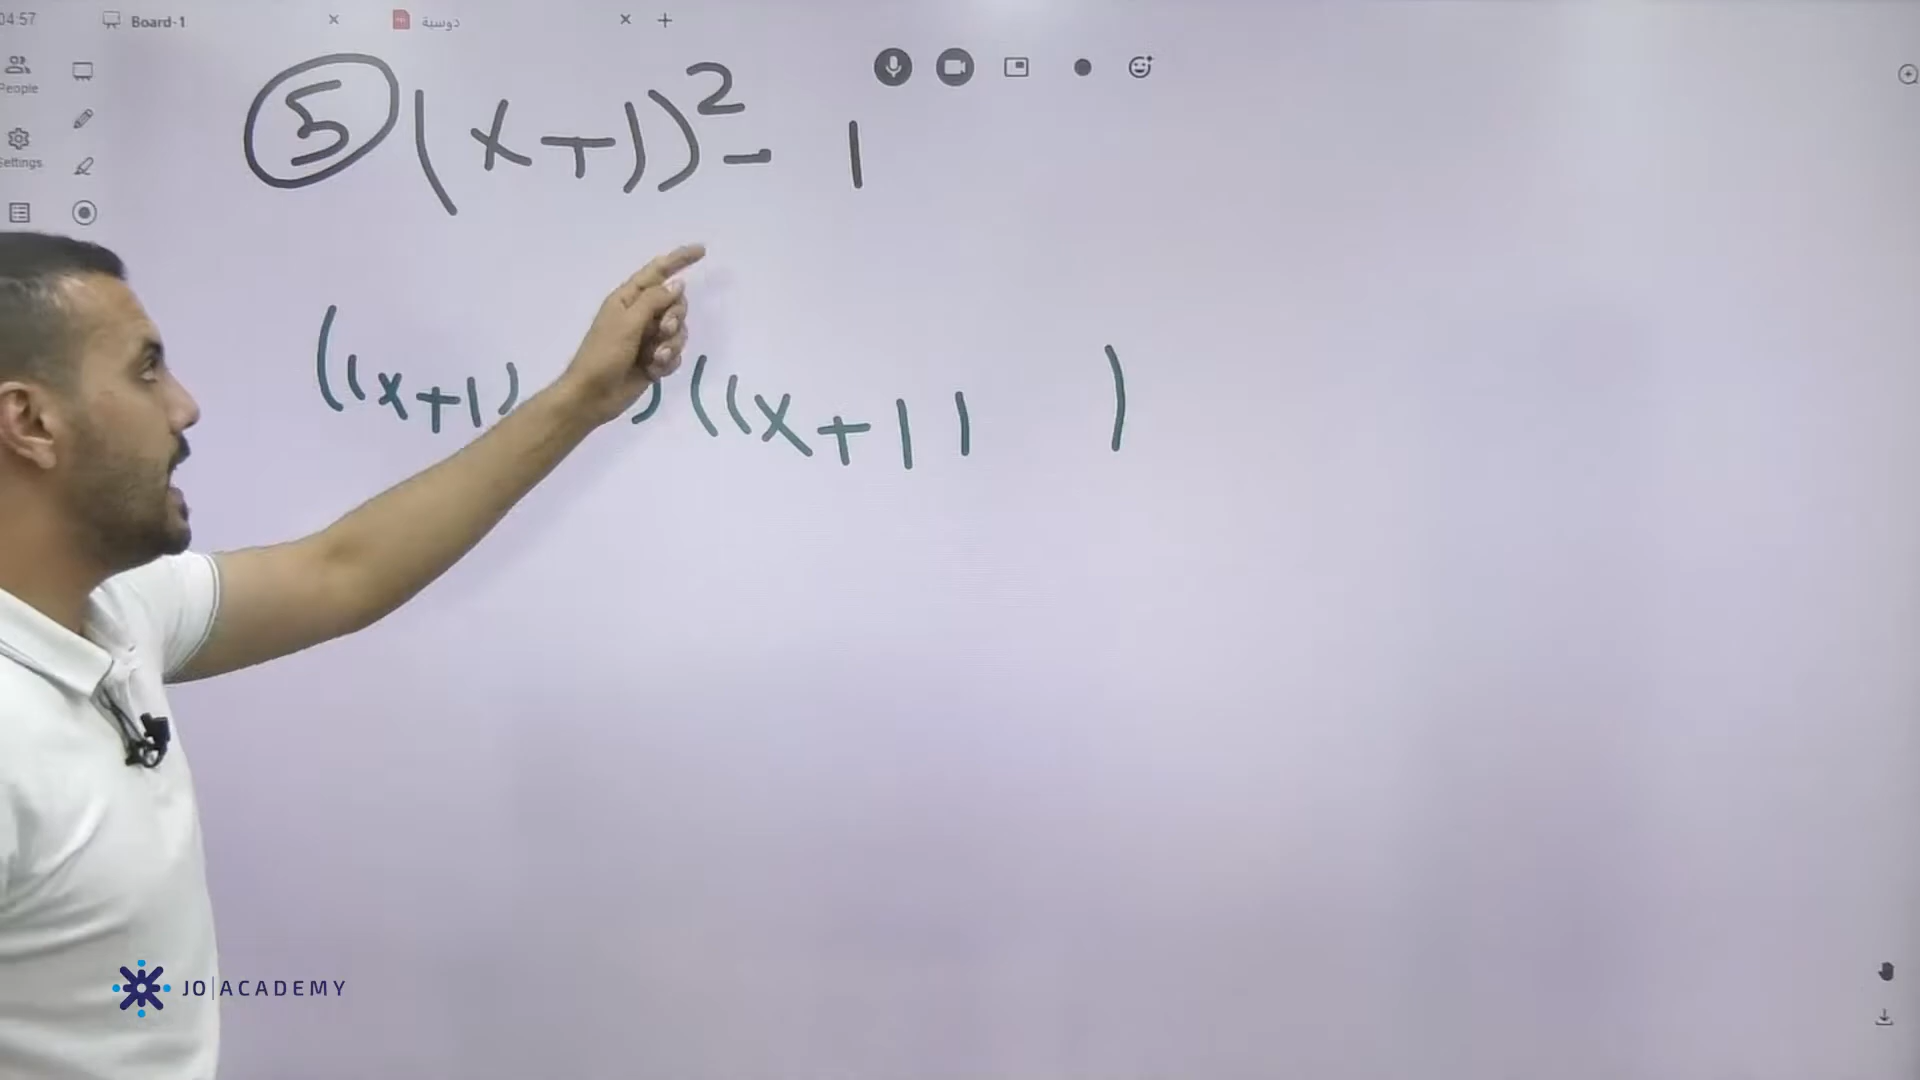 04:57 Board-1 دوسية
People
Settings
5 (x+1)² - 1
((x+1) ) ((x+1) )
JO|ACADEMY